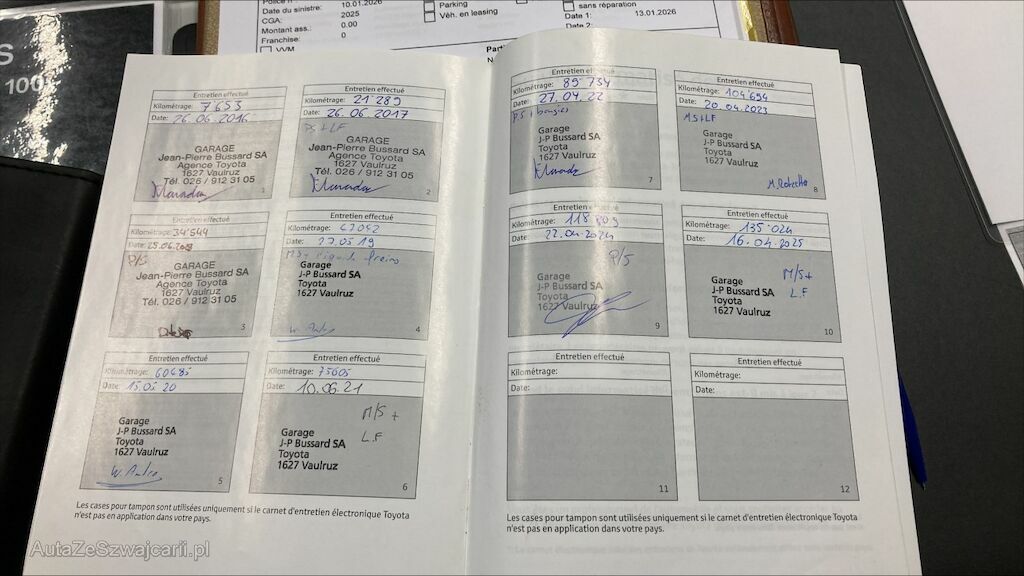 Date du sinistre: 10.01.2026
CGA: 2025
Montant ass.: 0.00
Franchise: 0
VVM
Parking
Véh. en leasing
sans réparation
Date 1: 13.01.2026
Date 2:
S
100%
Entretien effectué
Kilométrage: 7653
Date: 26.06.2016
GARAGE
Jean-Pierre Bussard SA
Agence Toyota
1627 Vaulruz
Tél. 026 / 912 31 05
1
Entretien effectué
Kilométrage: 21'289
Date: 26.06.2017
P.S + LF
GARAGE
Jean-Pierre Bussard SA
Agence Toyota
1627 Vaulruz
Tél. 026 / 912 31 05
2
Entretien effectué
Kilométrage: 34'544
Date: 25.06.2018
P/S
GARAGE
Jean-Pierre Bussard SA
Agence Toyota
1627 Vaulruz
Tél. 026 / 912 31 05
3
Entretien effectué
Kilométrage: 47042
Date: 27.05 19
freins
Garage
J-P Bussard SA
Toyota
1627 Vaulruz
4
Entretien effectué
Kilométrage: 60485
Date: 15.05 20
Garage
J-P Bussard SA
Toyota
1627 Vaulruz
5
Entretien effectué
Kilométrage: 75605
Date: 10.06.21
M/S +
L.F
Garage
J-P Bussard SA
Toyota
1627 Vaulruz
6
Les cases pour tampon sont utilisées uniquement si le carnet d'entretien électronique Toyota
n'est pas en application dans votre pays.
Entretien effectué
Kilométrage: 89'734
Date: 27.04.22
P.S + bougies
Garage
J-P Bussard SA
Toyota
1627 Vaulruz
7
Entretien effectué
Kilométrage: 104'694
Date: 20.04.2023
M.S + LF
Garage
J-P Bussard SA
Toyota
1627 Vaulruz
8
Entretien effectué
Kilométrage: 118 809
Date: 22.04.2024
P/S
Garage
J-P Bussard SA
Toyota
1627 Vaulruz
9
Entretien effectué
Kilométrage: 135'024
Date: 16.04.2025
M/S +
L.F
Garage
J-P Bussard SA
Toyota
1627 Vaulruz
10
Entretien effectué
Kilométrage:
Date:
11
Entretien effectué
Kilométrage:
Date:
12
Les cases pour tampon sont utilisées uniquement si le carnet d'entretien électronique Toyota
n'est pas en application dans votre pays.
AutaZeSzwajcarii.pl